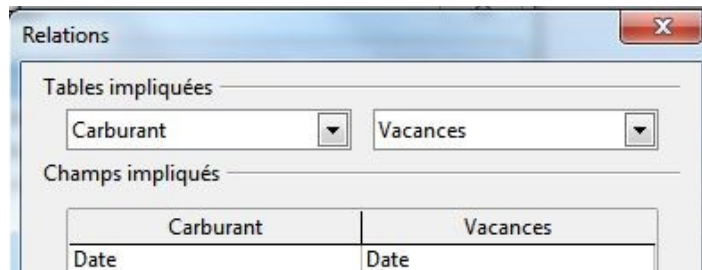 Relations
Tables impliquées
Carburant Vacances
Champs impliqués
Carburant Vacances
Date Date